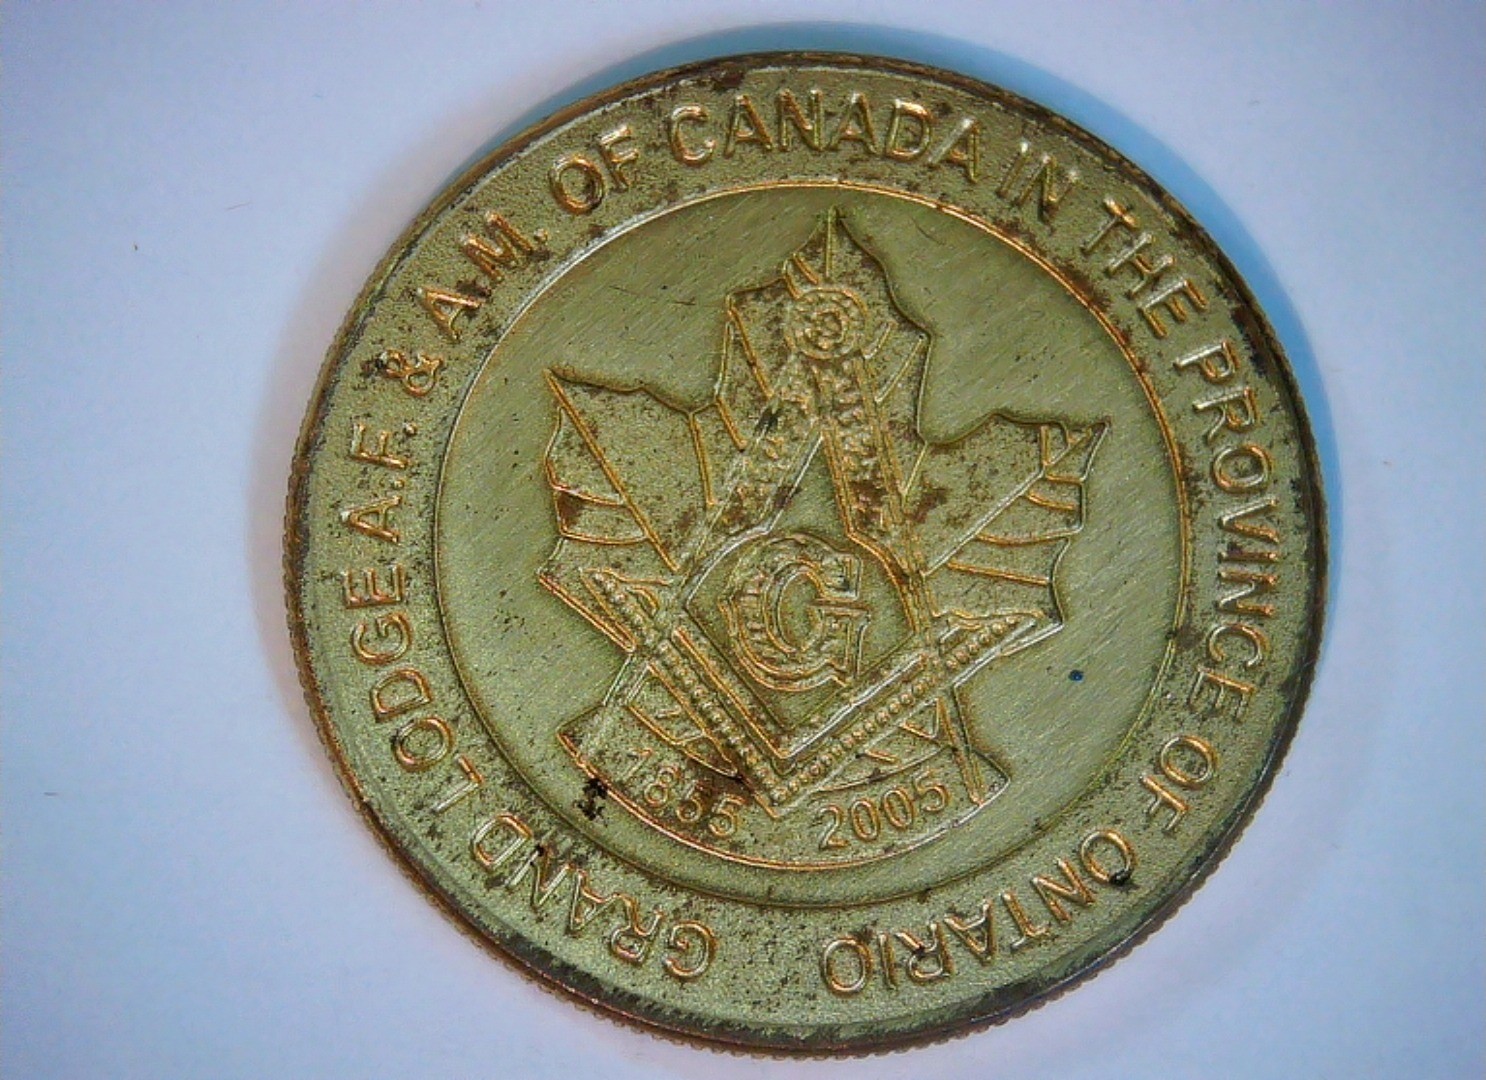 GRAND LODGE A.F. & A.M. OF CANADA IN THE PROVINCE OF ONTARIO
G
1855 2005